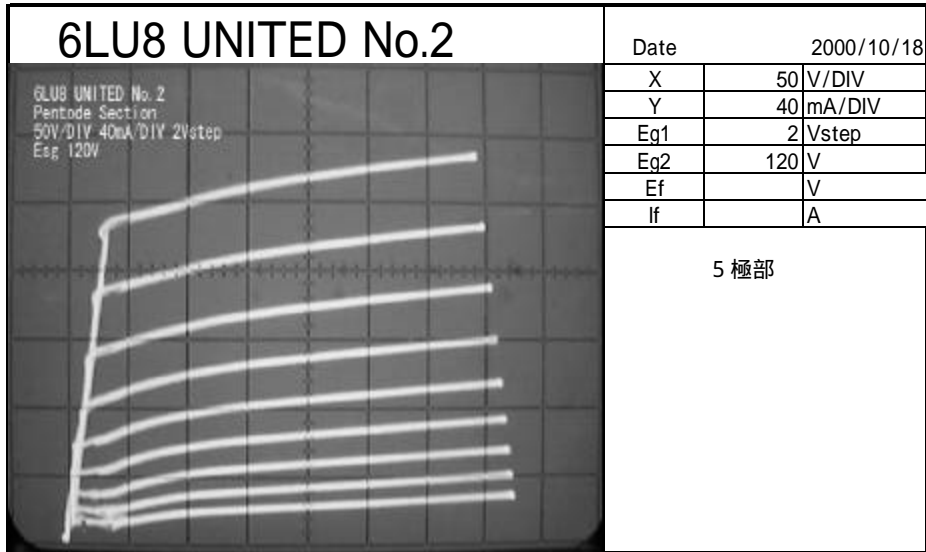 6LU8 UNITED No.2
Date 2000/10/18
6LU8 UNITED No.2
Pentode Section
50V/DIV 40mA/DIV 2Vstep
Esg 120V
X 50 V/DIV
Y 40 mA/DIV
Eg1 2 Vstep
Eg2 120 V
Ef V
If A
5極部